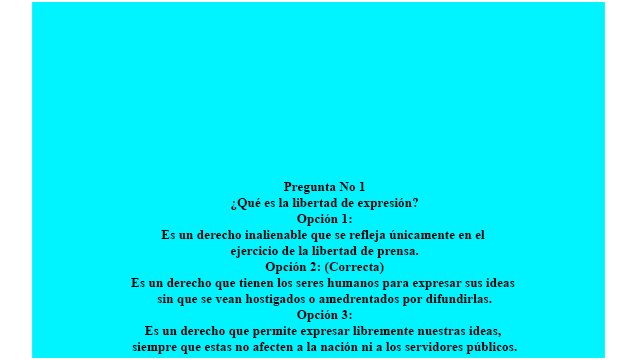 Pregunta No 1
¿Qué es la libertad de expresión?
Opción 1:
Es un derecho inalienable que se refleja únicamente en el
ejercicio de la libertad de prensa.
Opción 2: (Correcta)
Es un derecho que tienen los seres humanos para expresar sus ideas
sin que se vean hostigados o amedrentados por difundirlas.
Opción 3:
Es un derecho que permite expresar libremente nuestras ideas,
siempre que estas no afecten a la nación ni a los servidores públicos.